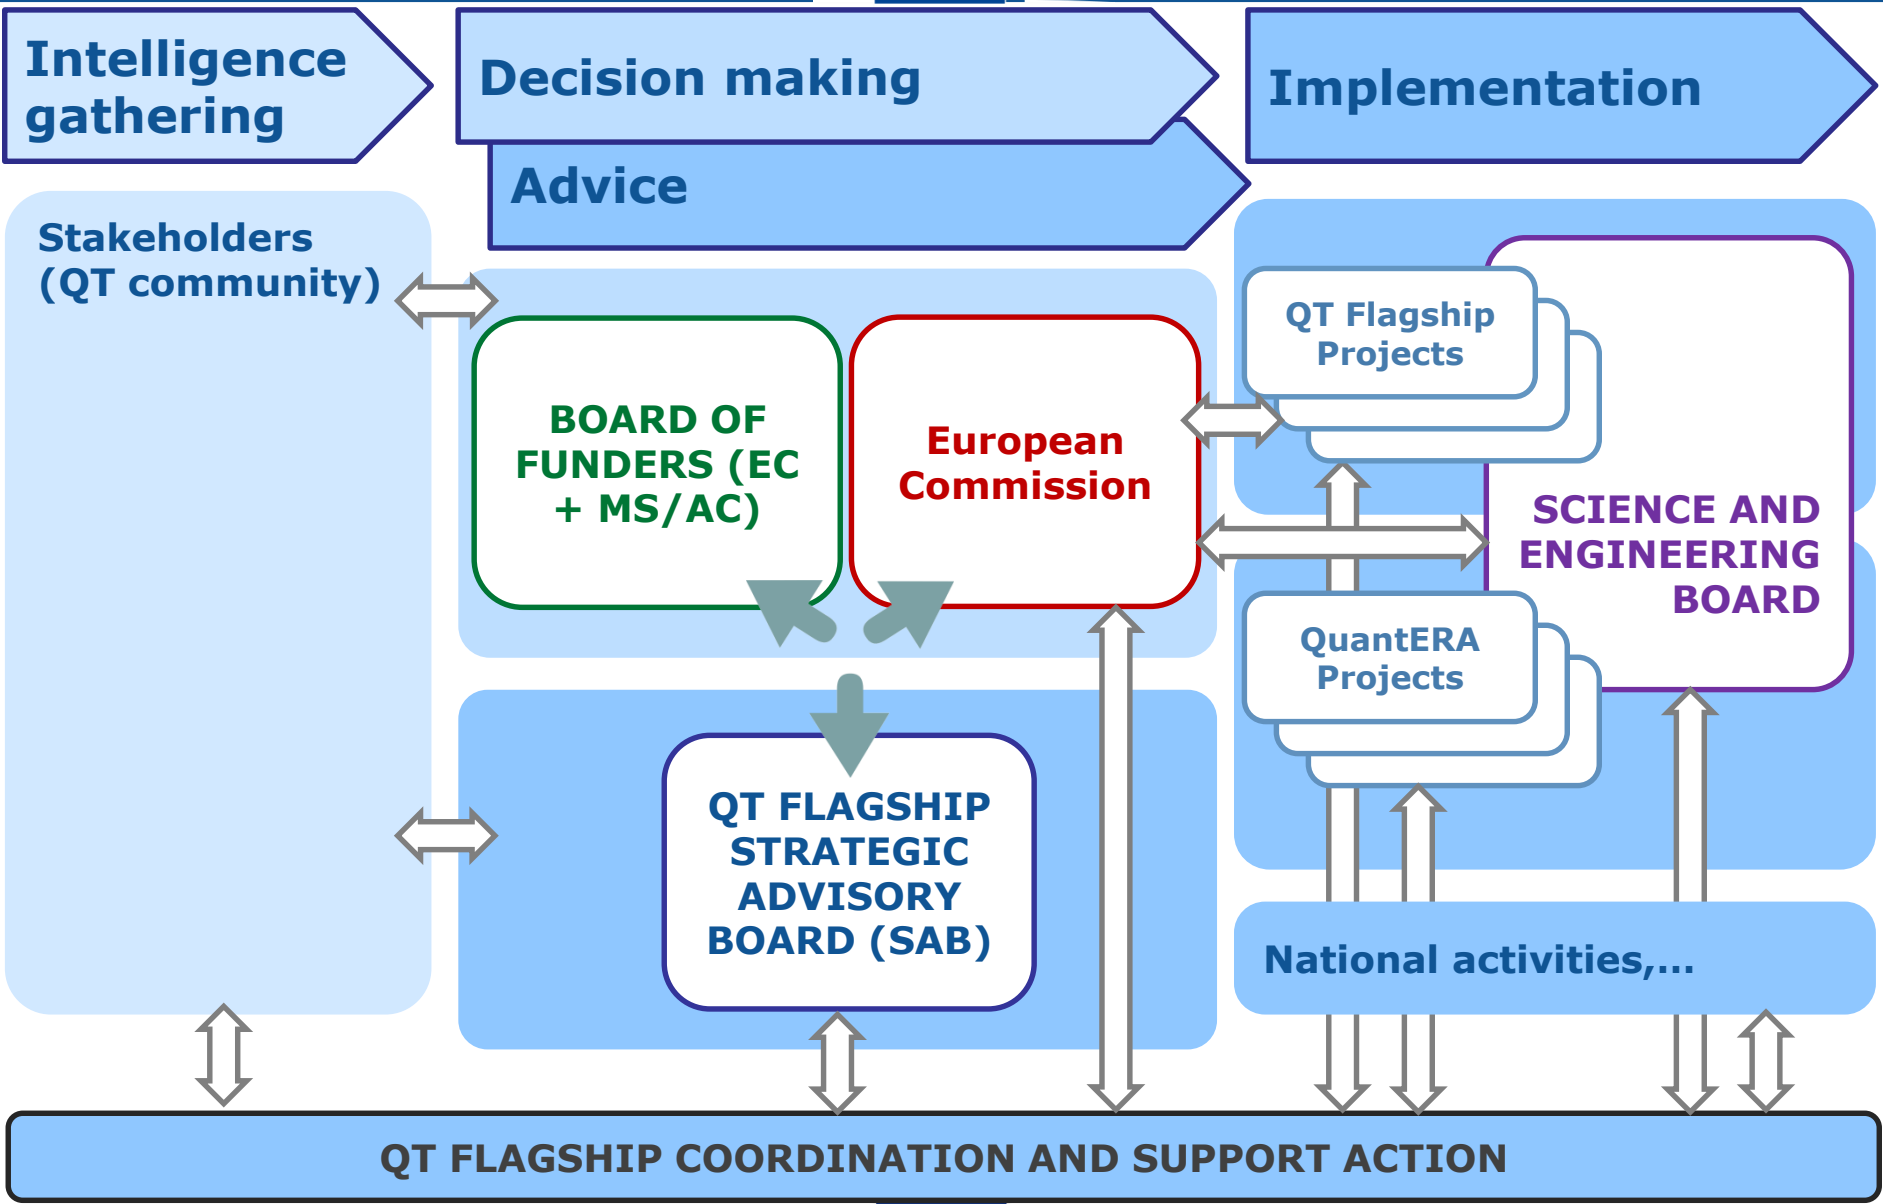 Intelligence
gathering
Decision making
Advice
Implementation
Stakeholders
(QT community)
BOARD OF
FUNDERS (EC
+ MS/AC)
European
Commission
QT Flagship
Projects
SCIENCE AND
ENGINEERING
BOARD
QuantERA
Projects
QT FLAGSHIP
STRATEGIC
ADVISORY
BOARD (SAB)
National activities,...
QT FLAGSHIP COORDINATION AND SUPPORT ACTION